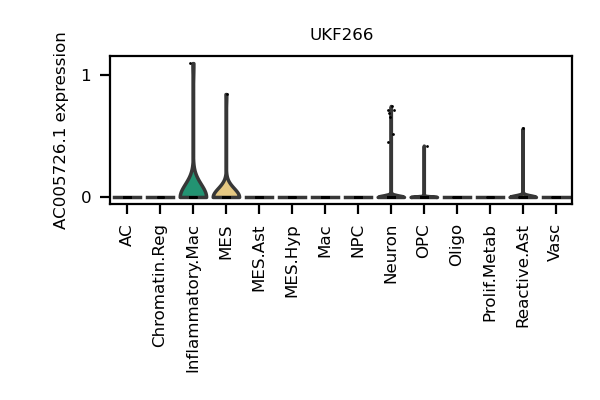 UKF266
AC005726.1 expression
1
0
AC
Chromatin.Reg
Inflammatory.Mac
MES
MES.Ast
MES.Hyp
Mac
NPC
Neuron
OPC
Oligo
Prolif.Metab
Reactive.Ast
Vasc